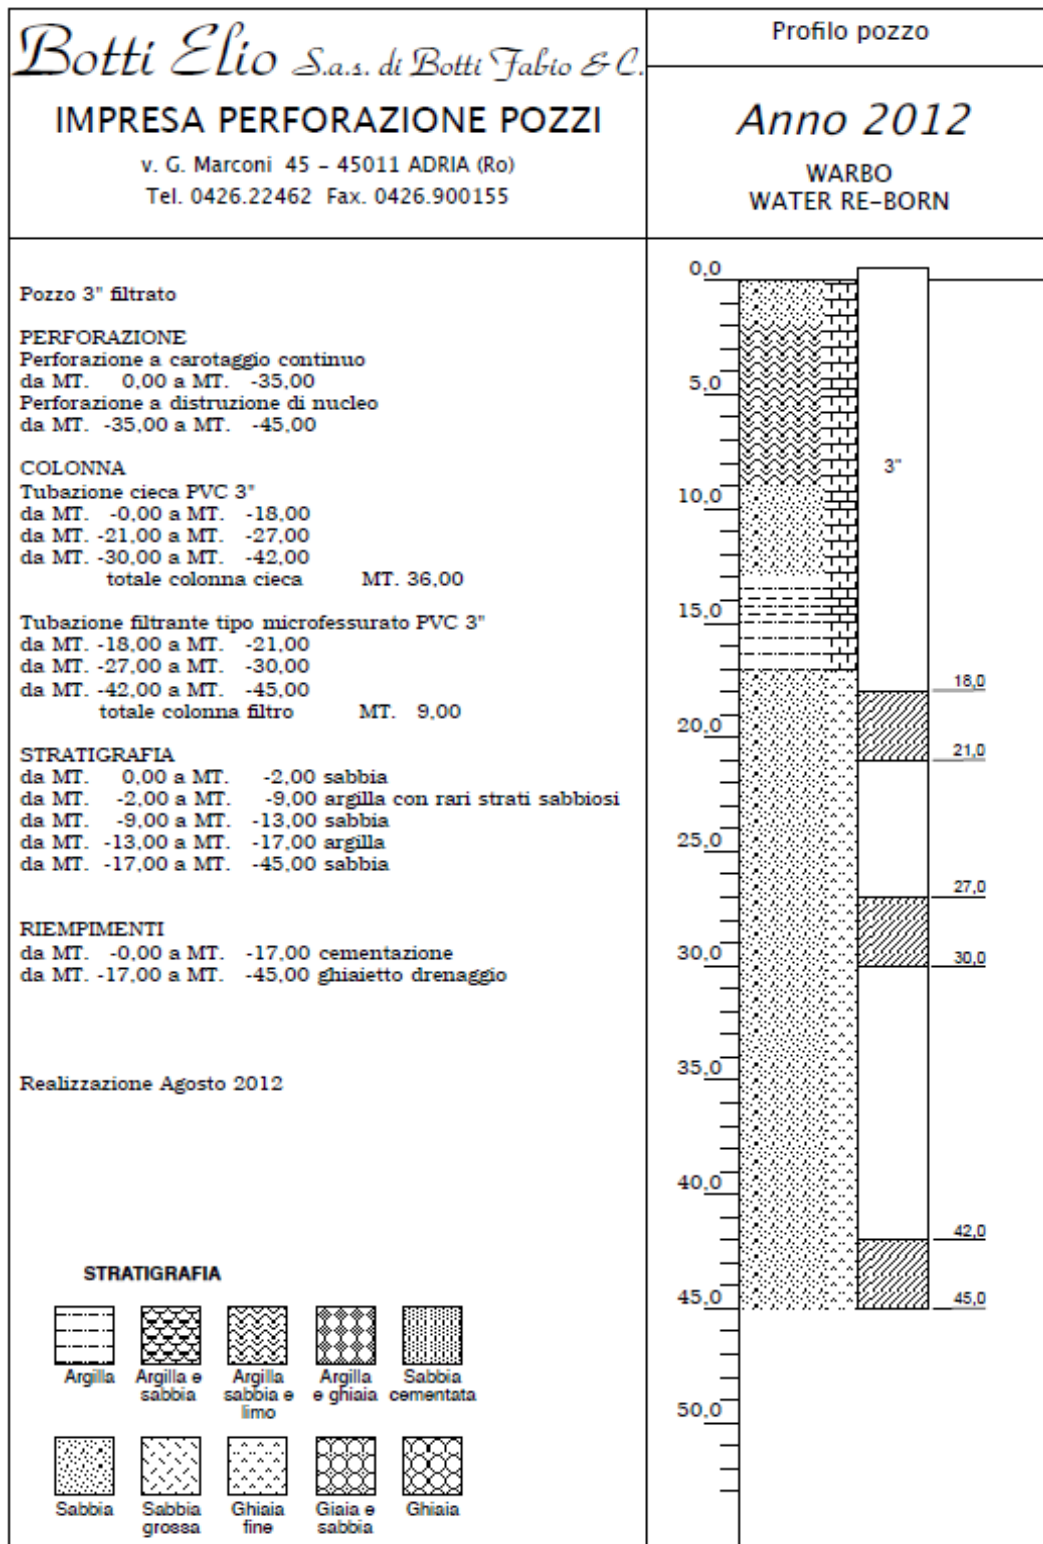 Botti Elio S.a.s. di Botti Fabio & C.
IMPRESA PERFORAZIONE POZZI
v. G. Marconi 45 – 45011 ADRIA (Ro)
Tel. 0426.22462 Fax. 0426.900155
Profilo pozzo
Anno 2012
WARBO
WATER RE-BORN
Pozzo 3" filtrato
PERFORAZIONE
Perforazione a carotaggio continuo
da MT. 0,00 a MT. -35,00
Perforazione a distruzione di nucleo
da MT. -35,00 a MT. -45,00
COLONNA
Tubazione cieca PVC 3"
da MT. -0,00 a MT. -18,00
da MT. -21,00 a MT. -27,00
da MT. -30,00 a MT. -42,00
totale colonna cieca MT. 36,00
Tubazione filtrante tipo microfessurato PVC 3"
da MT. -18,00 a MT. -21,00
da MT. -27,00 a MT. -30,00
da MT. -42,00 a MT. -45,00
totale colonna filtro MT. 9,00
STRATIGRAFIA
da MT. 0,00 a MT. -2,00 sabbia
da MT. -2,00 a MT. -9,00 argilla con rari strati sabbiosi
da MT. -9,00 a MT. -13,00 sabbia
da MT. -13,00 a MT. -17,00 argilla
da MT. -17,00 a MT. -45,00 sabbia
RIEMPIMENTI
da MT. -0,00 a MT. -17,00 cementazione
da MT. -17,00 a MT. -45,00 ghiaietto drenaggio
Realizzazione Agosto 2012
STRATIGRAFIA
Argilla
Argilla e sabbia
Argilla sabbia e limo
Argilla e ghiaia
Sabbia cementata
Sabbia
Sabbia grossa
Ghiaia fine
Giaia e sabbia
Ghiaia
0,0
5,0
10,0
15,0
20,0
25,0
30,0
35,0
40,0
45,0
50,0
3"
18,0
21,0
27,0
30,0
42,0
45,0